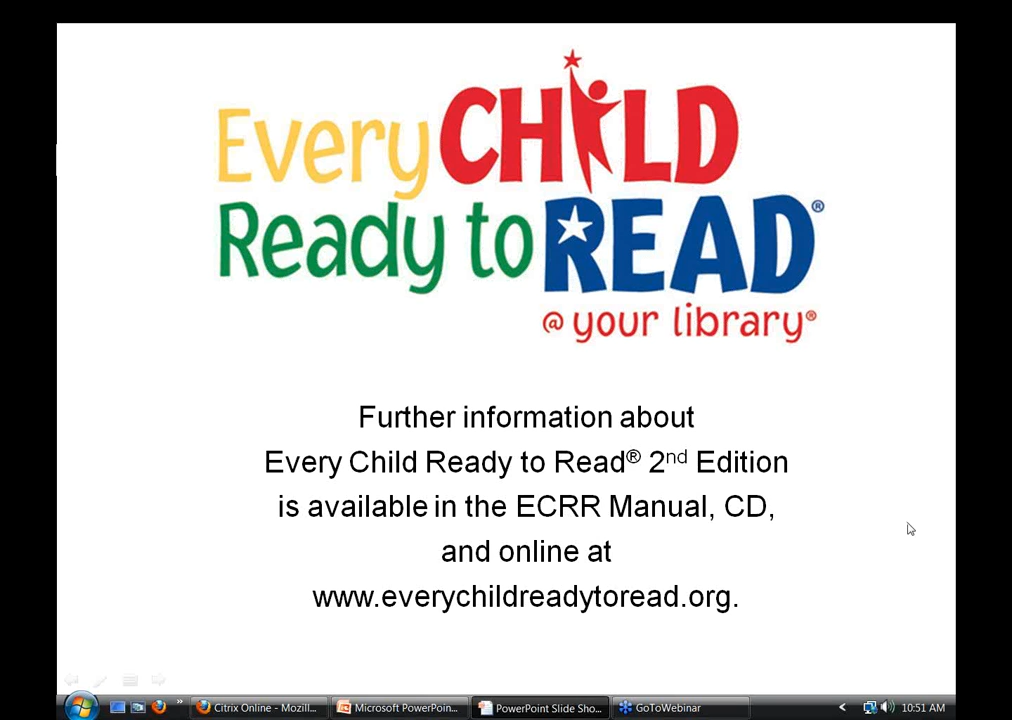 Every CHILD
Ready to READ®
@ your library®
Further information about
Every Child Ready to Read® 2nd Edition
is available in the ECRR Manual, CD,
and online at
www.everychildreadytoread.org.
» Citrix Online - Mozill... Microsoft PowerPoin... PowerPoint Slide Sho... GoToWebinar 10:51 AM